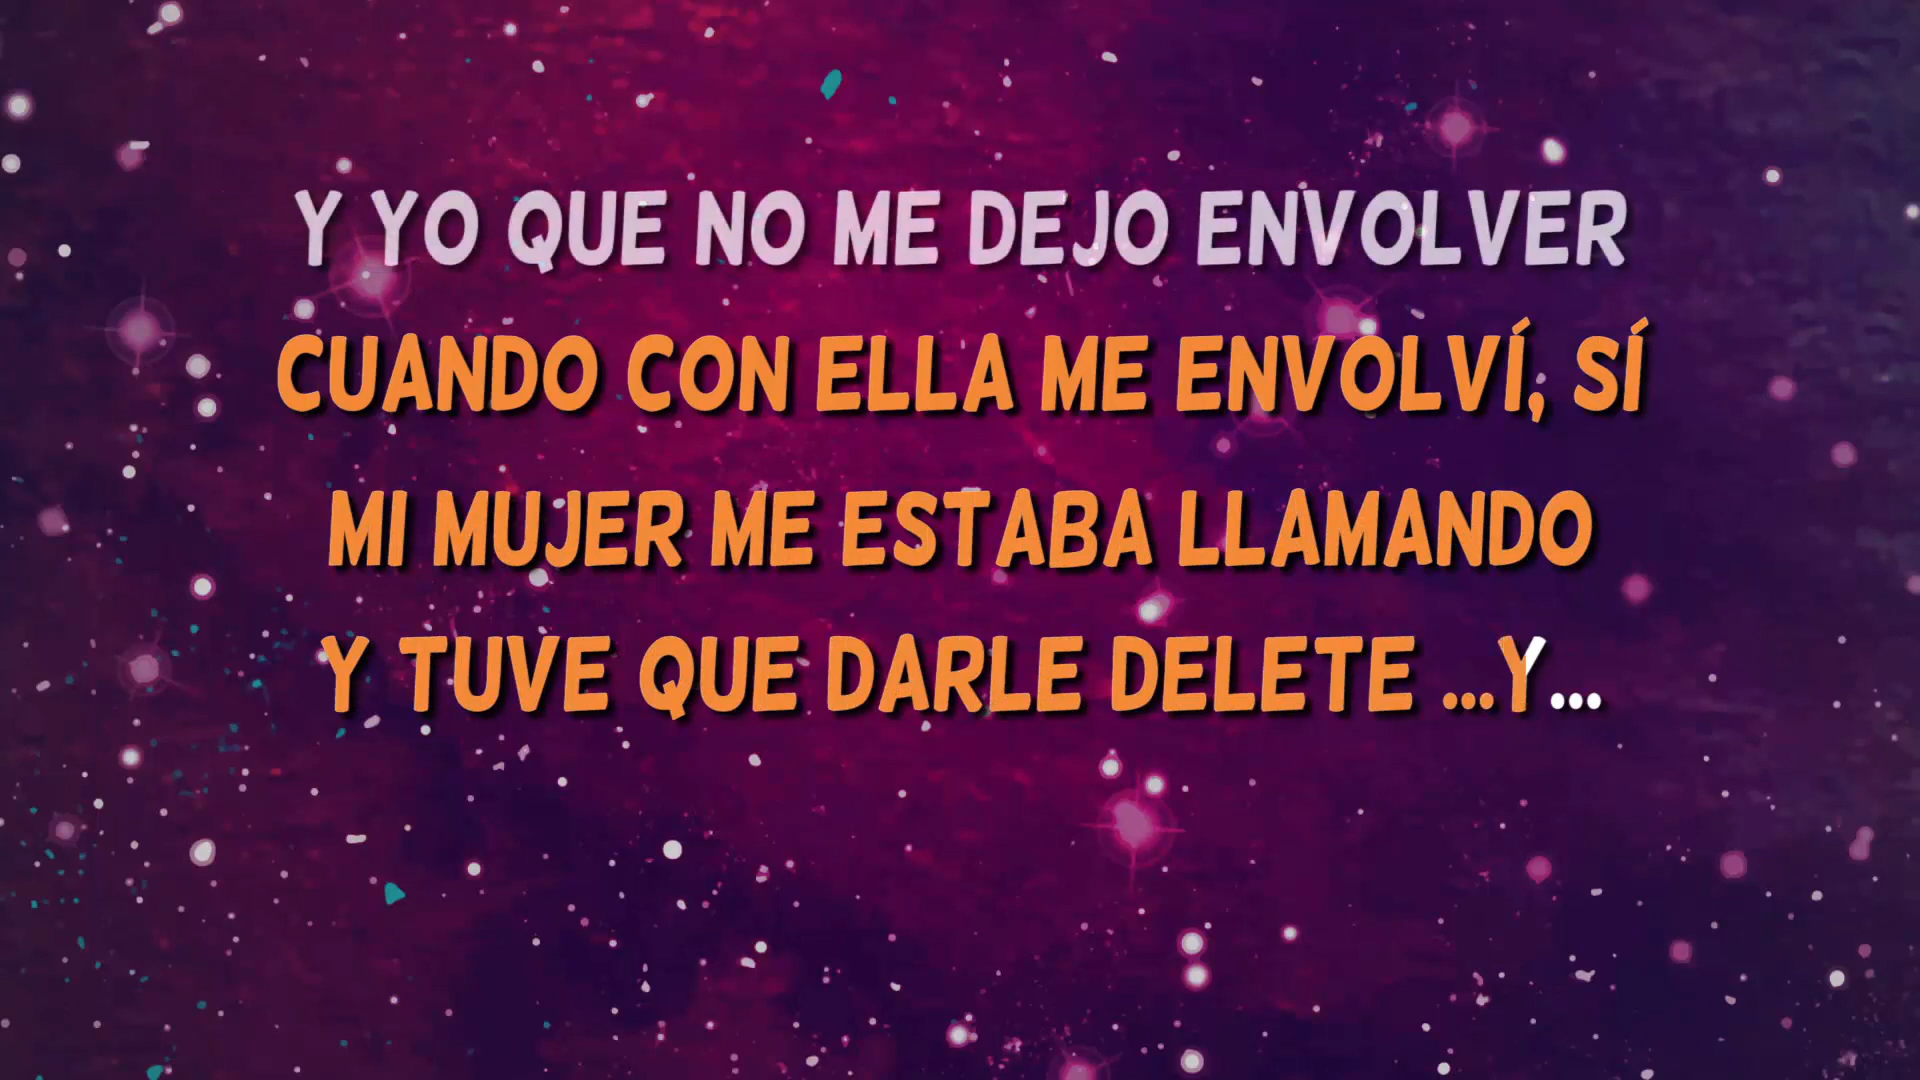 Y YO QUE NO ME DEJO ENVOLVER
CUANDO CON ELLA ME ENVOLVÍ, SÍ
MI MUJER ME ESTABA LLAMANDO
Y TUVE QUE DARLE DELETE ...Y...